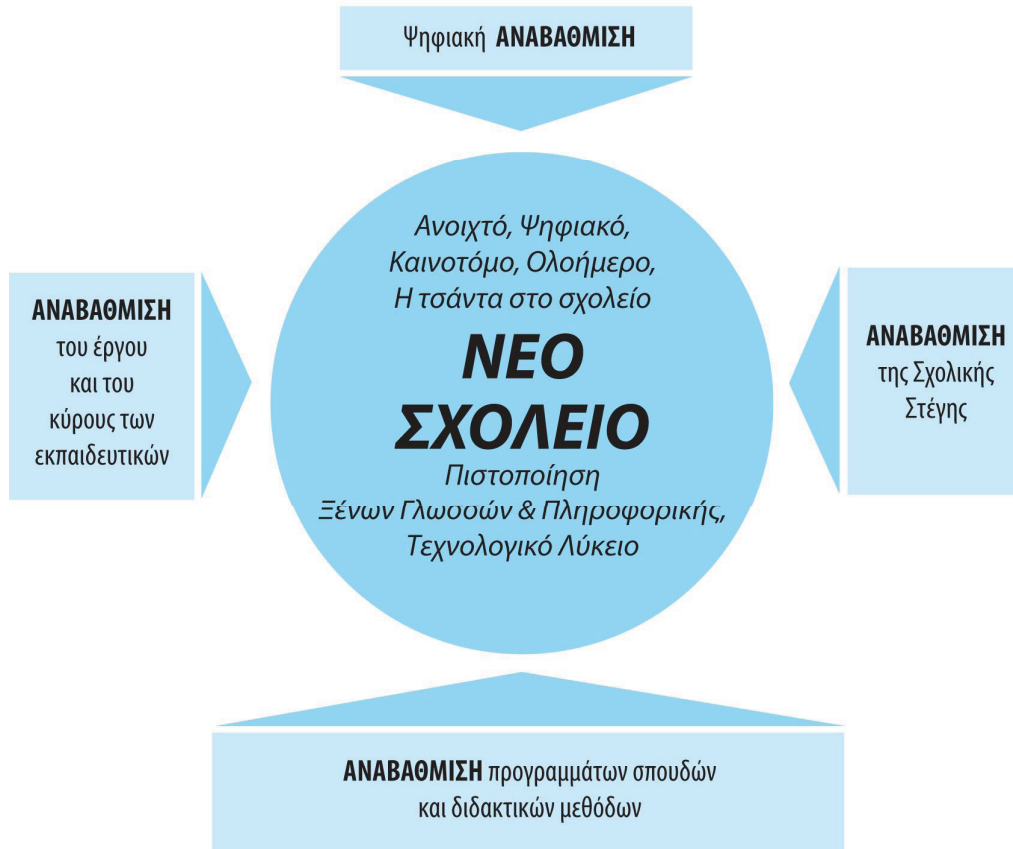 Ψηφιακή ΑΝΑΒΑΘΜΙΣΗ
Ανοιχτό, Ψηφιακό,
Καινοτόμο, Ολοήμερο,
Η τσάντα στο σχολείο
ΝΕΟ
ΣΧΟΛΕΙΟ
Πιστοποίηση
Ξένων Γλωσσών & Πληροφορικής,
Τεχνολογικό Λύκειο
ΑΝΑΒΑΘΜΙΣΗ
του έργου
και του
κύρους των
εκπαιδευτικών
ΑΝΑΒΑΘΜΙΣΗ
της Σχολικής
Στέγης
ΑΝΑΒΑΘΜΙΣΗ προγραμμάτων σπουδών
και διδακτικών μεθόδων